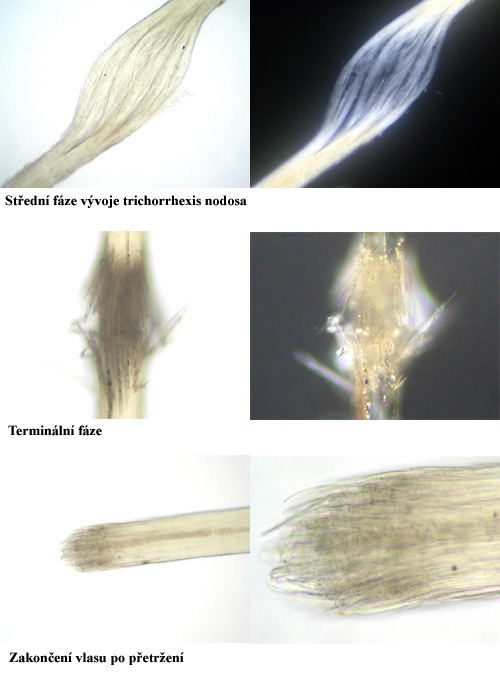 Střední fáze vývoje trichorrhexis nodosa
Terminální fáze
Zakončení vlasu po přetržení